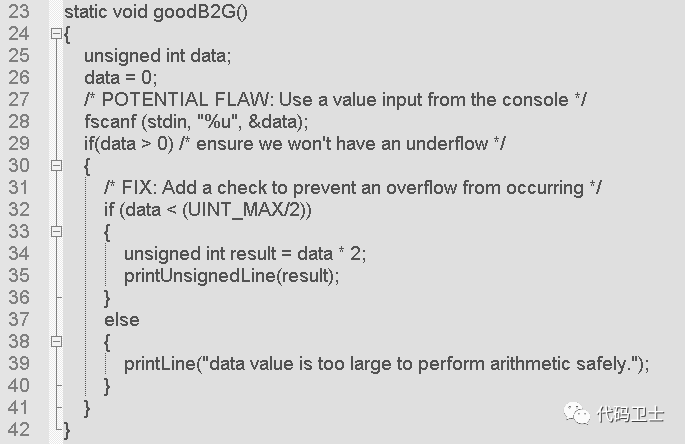 23 static void goodB2G()
24 {
25 unsigned int data;
26 data = 0;
27 /* POTENTIAL FLAW: Use a value input from the console */
28 fscanf (stdin, "%u", &data);
29 if(data > 0) /* ensure we won't have an underflow */
30 {
31 /* FIX: Add a check to prevent an overflow from occurring */
32 if (data < (UINT_MAX/2))
33 {
34 unsigned int result = data * 2;
35 printUnsignedLine(result);
36 }
37 else
38 {
39 printLine("data value is too large to perform arithmetic safely.");
40 }
41 }
42 }
代码卫士